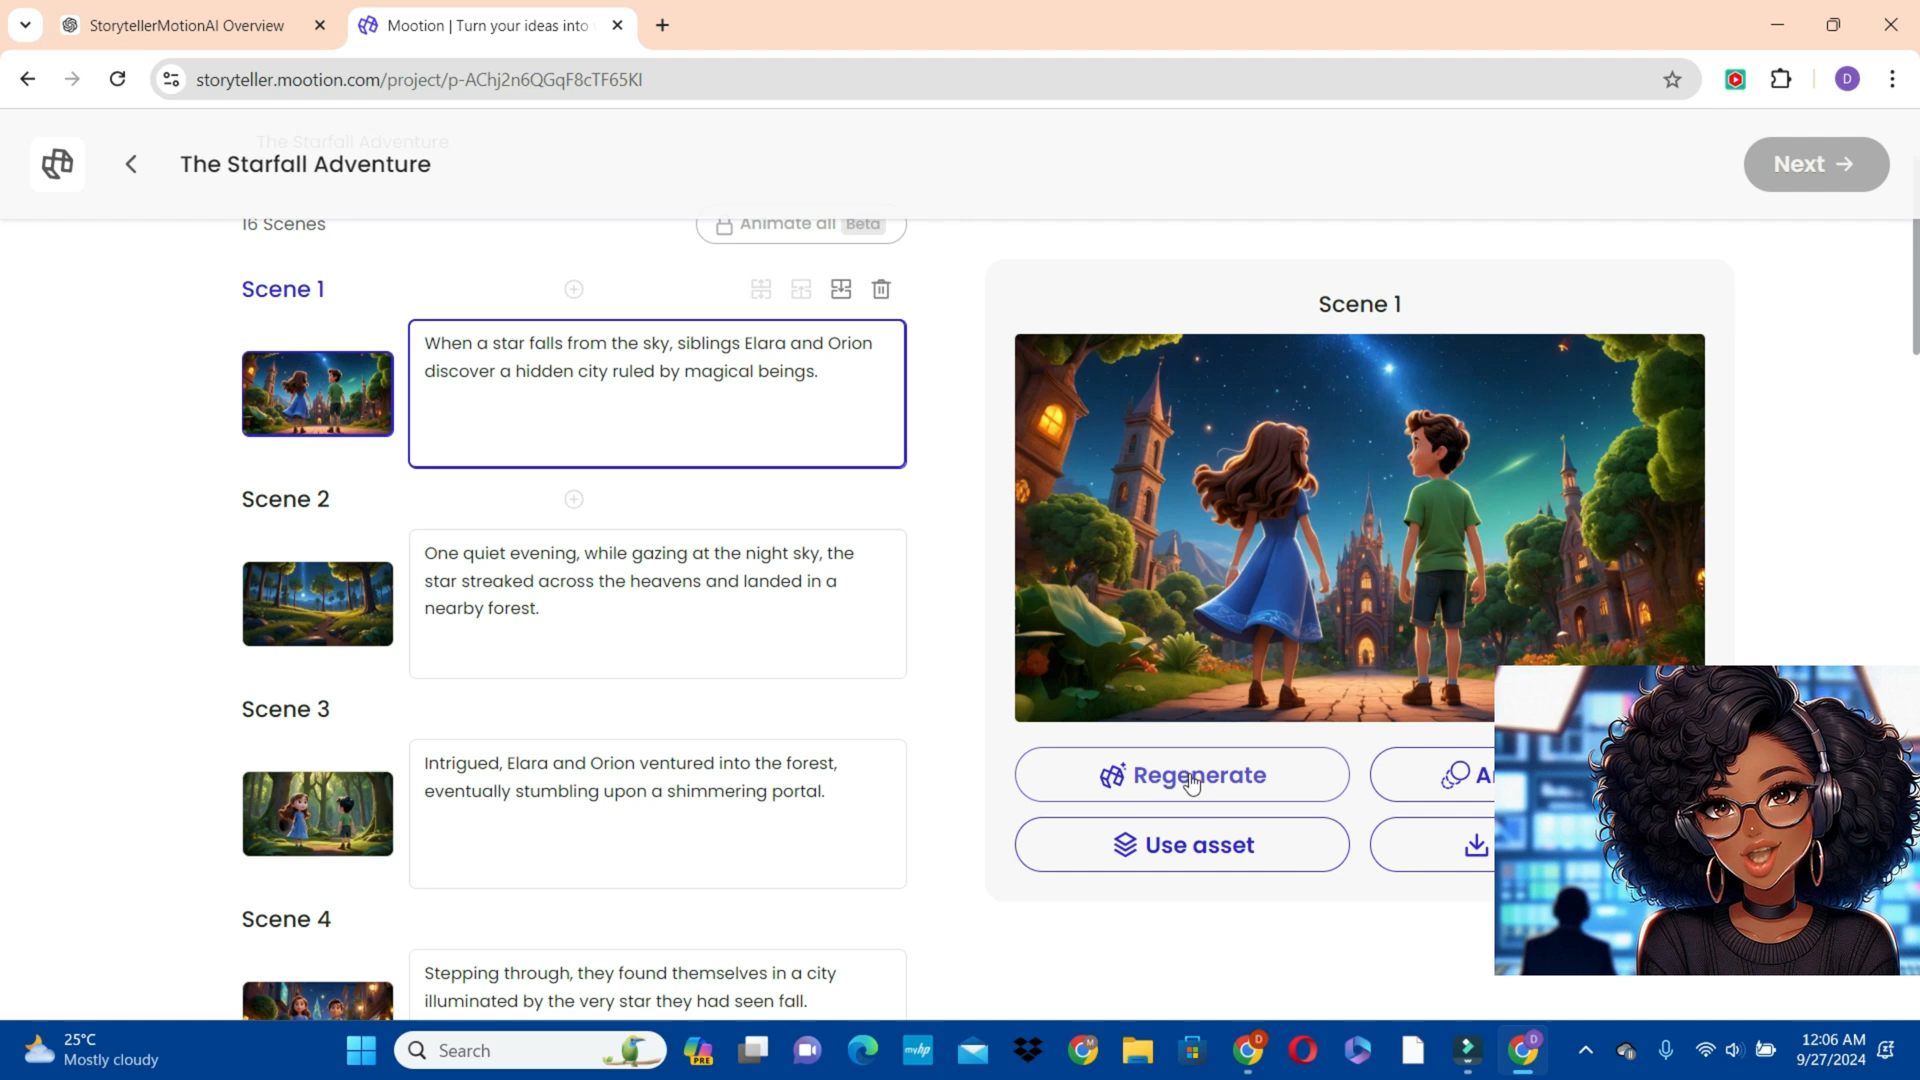 StorytellerMotionAI Overview
Mootion | Turn your ideas into
storyteller.mootion.com/project/p-AChj2n6QGqF8cTF65KI
D
The Starfall Adventure
The Starfall Adventure
Next
16 Scenes
Animate all Beta
Scene 1
When a star falls from the sky, siblings Elara and Orion
discover a hidden city ruled by magical beings.
Scene 2
One quiet evening, while gazing at the night sky, the
star streaked across the heavens and landed in a
nearby forest.
Scene 3
Intrigued, Elara and Orion ventured into the forest,
eventually stumbling upon a shimmering portal.
Scene 4
Stepping through, they found themselves in a city
illuminated by the very star they had seen fall.
Scene 1
Regenerate
Use asset
25°C
Mostly cloudy
Search
PRE
myhp
M
D
D
12:06 AM
9/27/2024